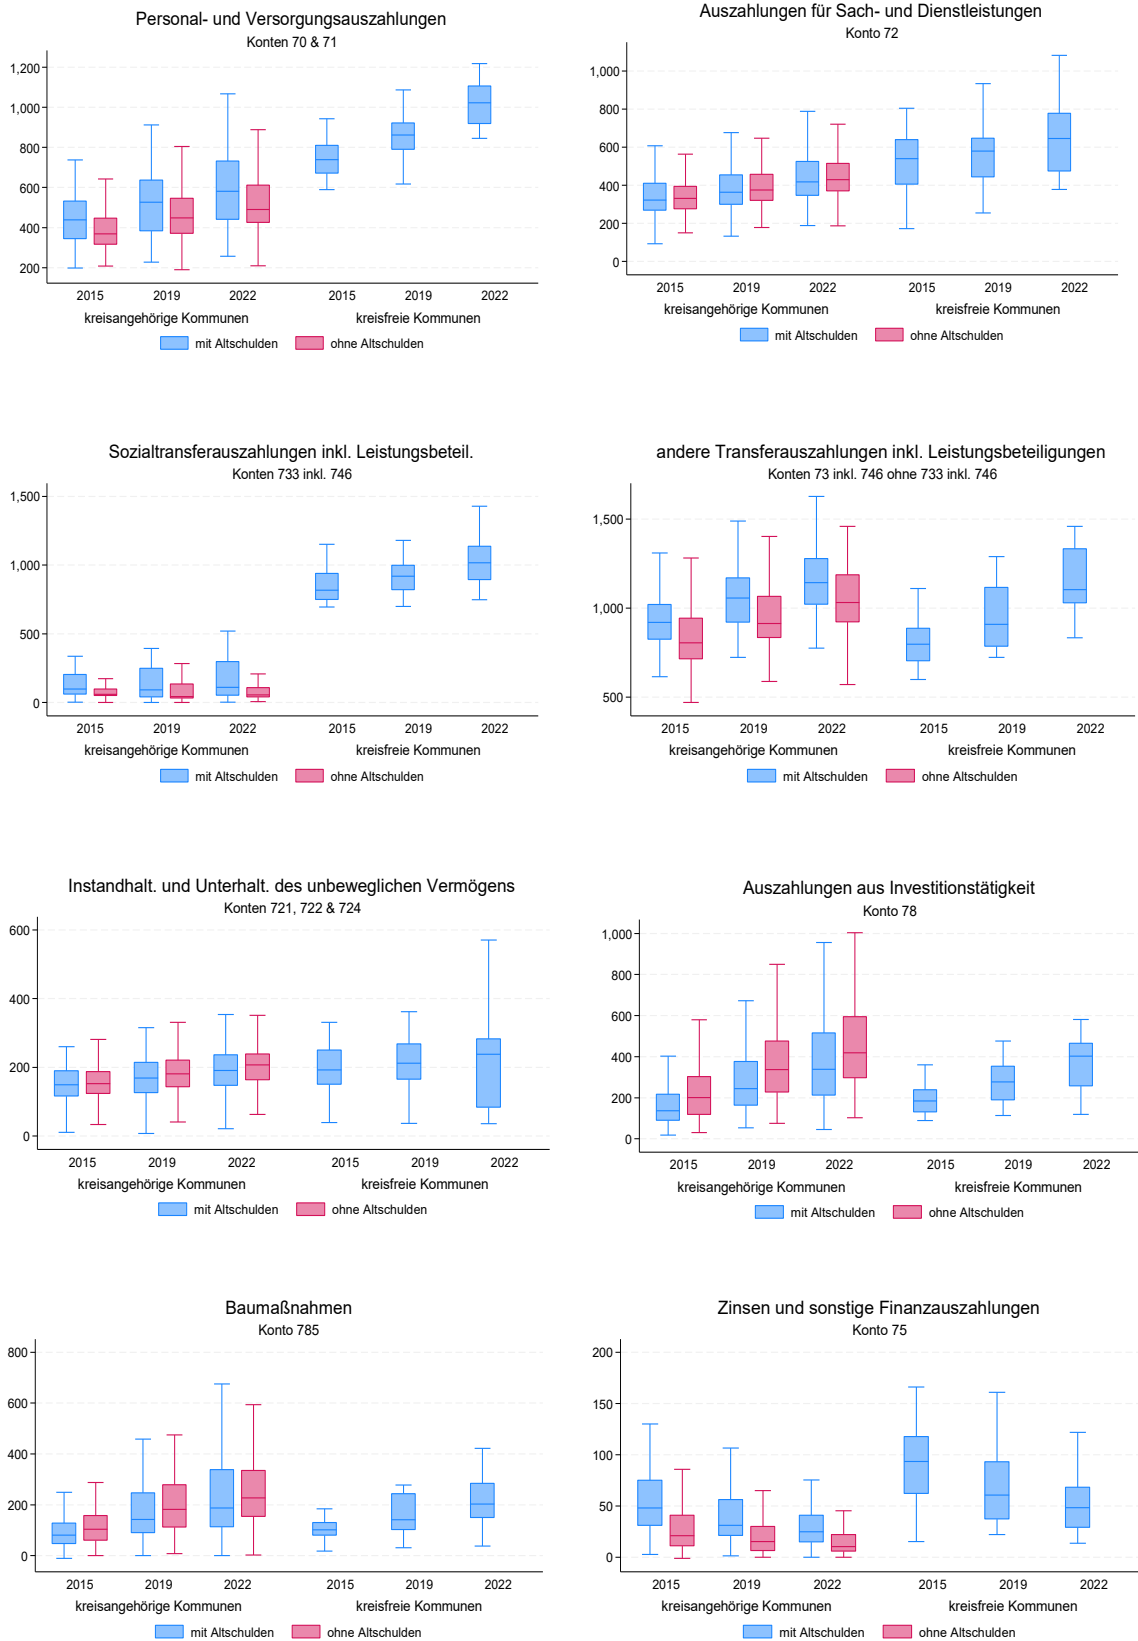 Personal- und Versorgungsauszahlungen
Konten 70 & 71
1,200
1,000
800
600
400
200
2015 2019 2022 2015 2019 2022
kreisangehörige Kommunen kreisfreie Kommunen
mit Altschulden ohne Altschulden
Auszahlungen für Sach- und Dienstleistungen
Konto 72
1,000
800
600
400
200
0
2015 2019 2022 2015 2019 2022
kreisangehörige Kommunen kreisfreie Kommunen
mit Altschulden ohne Altschulden
Sozialtransferauszahlungen inkl. Leistungsbeteil.
Konten 733 inkl. 746
1,500
1,000
500
0
2015 2019 2022 2015 2019 2022
kreisangehörige Kommunen kreisfreie Kommunen
mit Altschulden ohne Altschulden
andere Transferauszahlungen inkl. Leistungsbeteiligungen
Konten 73 inkl. 746 ohne 733 inkl. 746
1,500
1,000
500
2015 2019 2022 2015 2019 2022
kreisangehörige Kommunen kreisfreie Kommunen
mit Altschulden ohne Altschulden
Instandhalt. und Unterhalt. des unbeweglichen Vermögens
Konten 721, 722 & 724
600
400
200
0
2015 2019 2022 2015 2019 2022
kreisangehörige Kommunen kreisfreie Kommunen
mit Altschulden ohne Altschulden
Auszahlungen aus Investitionstätigkeit
Konto 78
1,000
800
600
400
200
0
2015 2019 2022 2015 2019 2022
kreisangehörige Kommunen kreisfreie Kommunen
mit Altschulden ohne Altschulden
Baumaßnahmen
Konto 785
800
600
400
200
0
2015 2019 2022 2015 2019 2022
kreisangehörige Kommunen kreisfreie Kommunen
mit Altschulden ohne Altschulden
Zinsen und sonstige Finanzauszahlungen
Konto 75
200
150
100
50
0
2015 2019 2022 2015 2019 2022
kreisangehörige Kommunen kreisfreie Kommunen
mit Altschulden ohne Altschulden